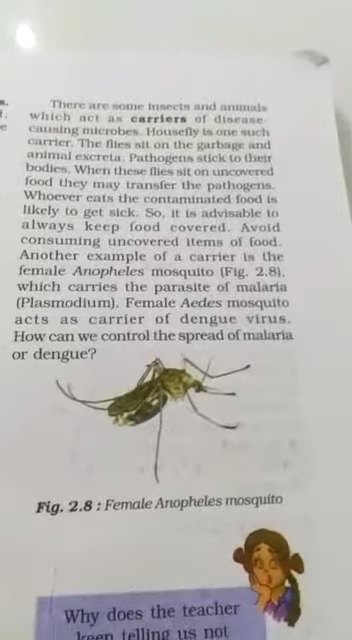 s.
There are some insects and animals
which act as carriers of disease-
causing microbes. Housefly is one such
carrier. The flies sit on the garbage and
animal excreta. Pathogens stick to their
bodies. When these flies sit on uncovered
food they may transfer the pathogens.
Whoever eats the contaminated food is
likely to get sick. So, it is advisable to
always keep food covered. Avoid
consuming uncovered items of food.
Another example of a carrier is the
female Anopheles mosquito (Fig. 2.8),
which carries the parasite of malaria
(Plasmodium). Female Aedes mosquito
acts as carrier of dengue virus.
How can we control the spread of malaria
or dengue?
Fig. 2.8 : Female Anopheles mosquito
Why does the teacher
keep telling us not